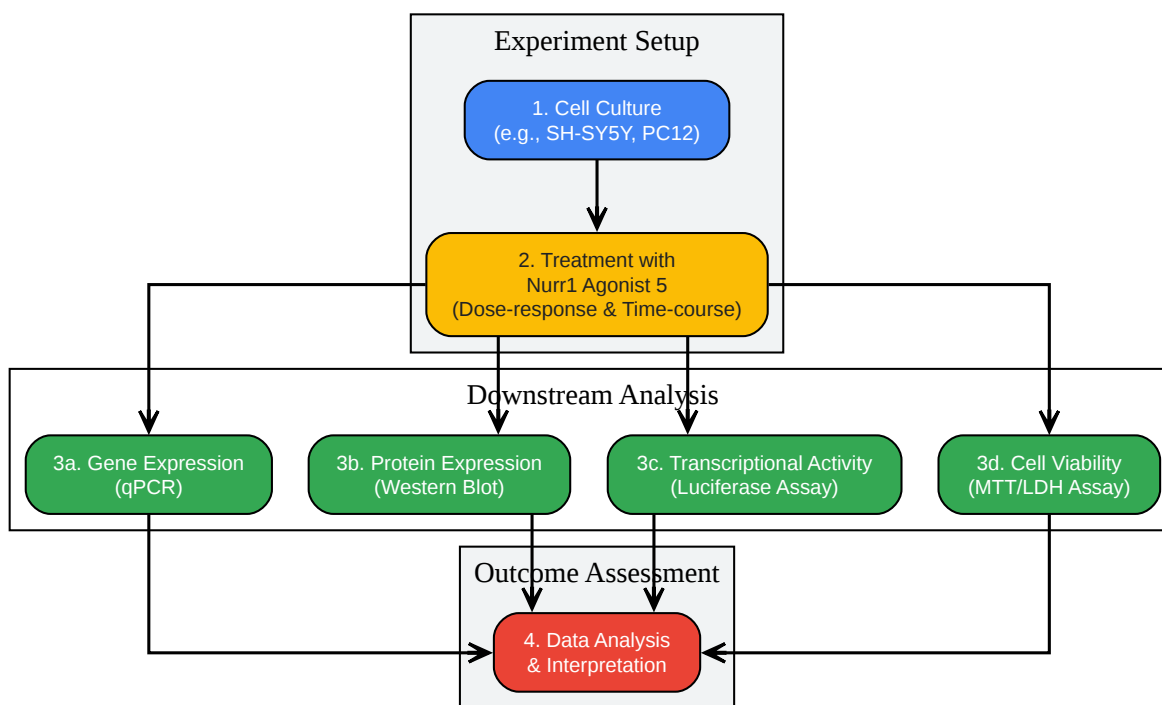 Experiment Setup
1. Cell Culture
(e.g., SH-SY5Y, PC12)
2. Treatment with
Nurr1 Agonist 5
(Dose-response & Time-course)
Downstream Analysis
3a. Gene Expression
(qPCR)
3b. Protein Expression
(Western Blot)
3c. Transcriptional Activity
(Luciferase Assay)
3d. Cell Viability
(MTT/LDH Assay)
Outcome Assessment
4. Data Analysis
& Interpretation